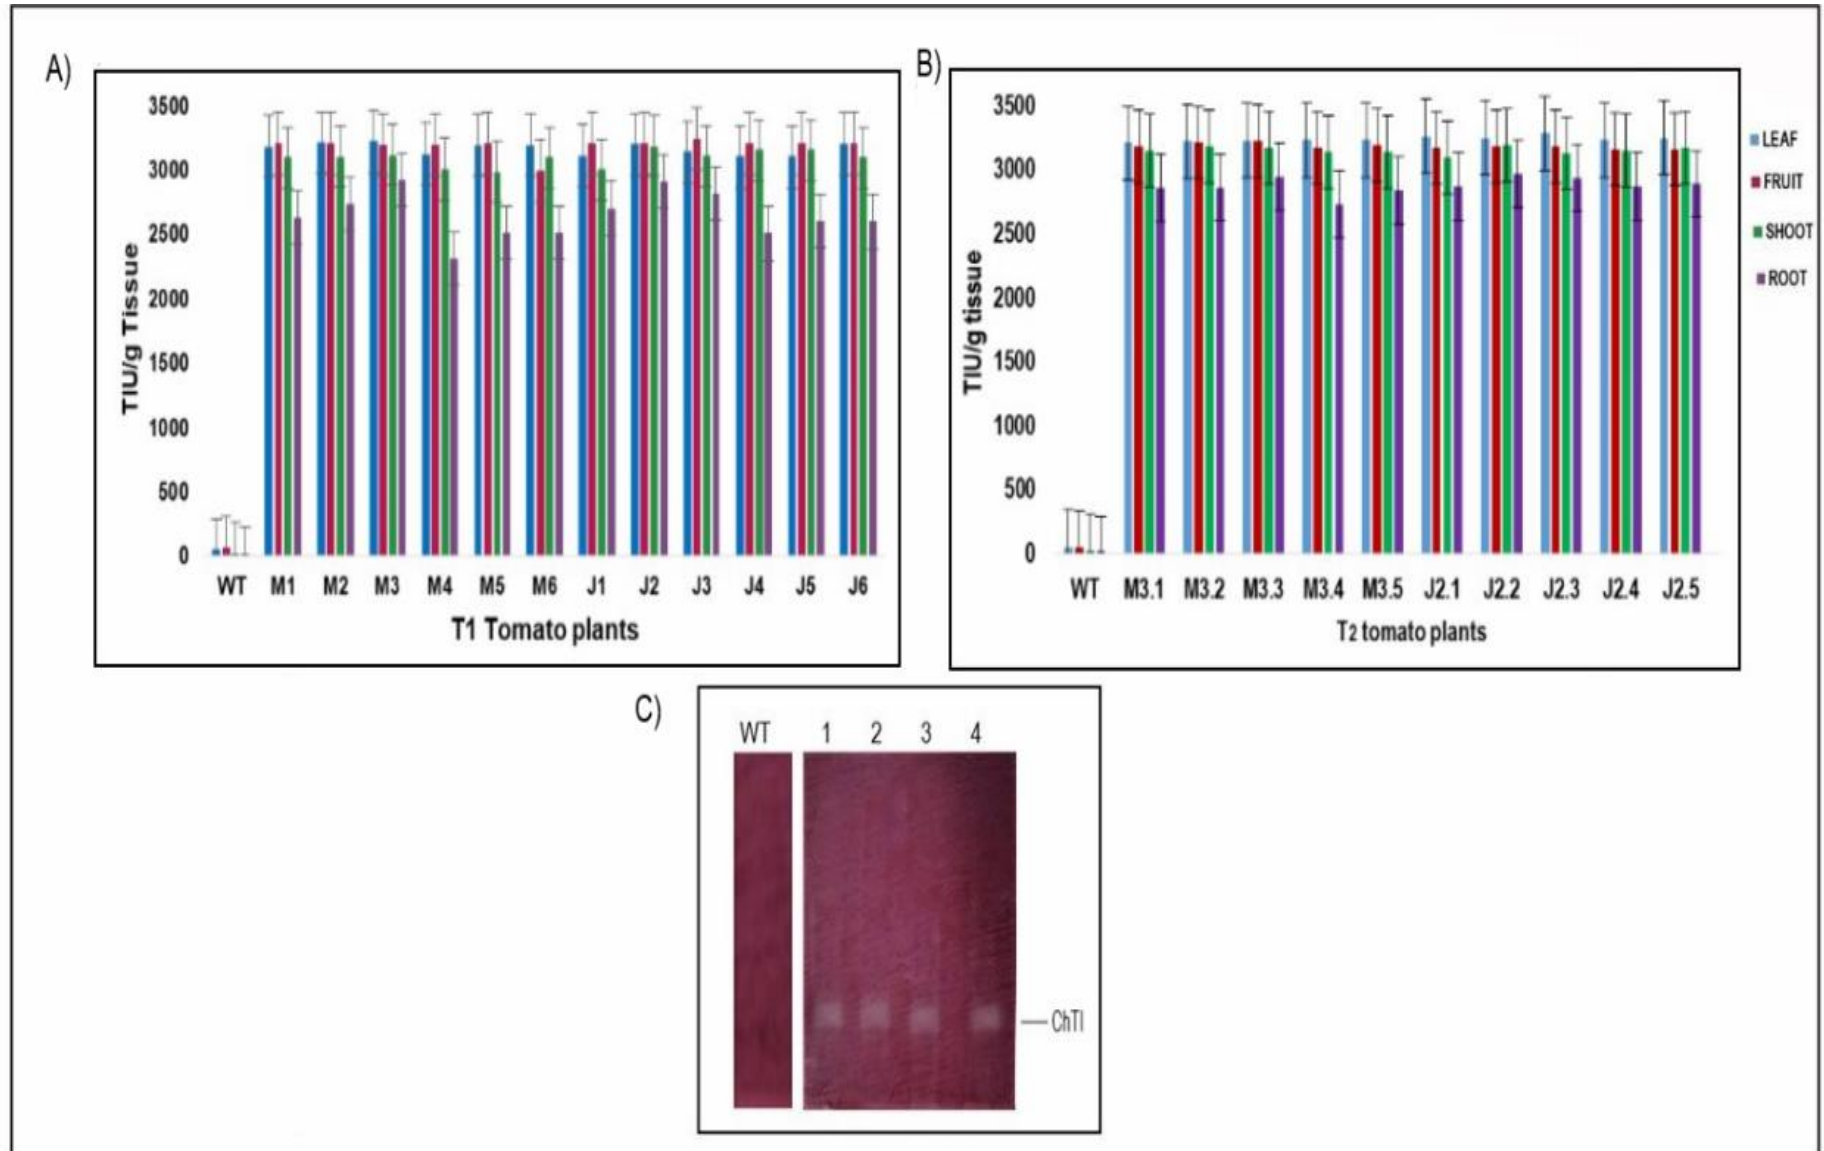 A)
TIU/g Tissue
3500
3000
2500
2000
1500
1000
500
0
WT M1 M2 M3 M4 M5 M6 J1 J2 J3 J4 J5 J6
T1 Tomato plants
B)
TIU/g tissue
3500
3000
2500
2000
1500
1000
500
0
WT M3.1 M3.2 M3.3 M3.4 M3.5 J2.1 J2.2 J2.3 J2.4 J2.5
T2 tomato plants
LEAF
FRUIT
SHOOT
ROOT
C)
WT 1 2 3 4
ChTI